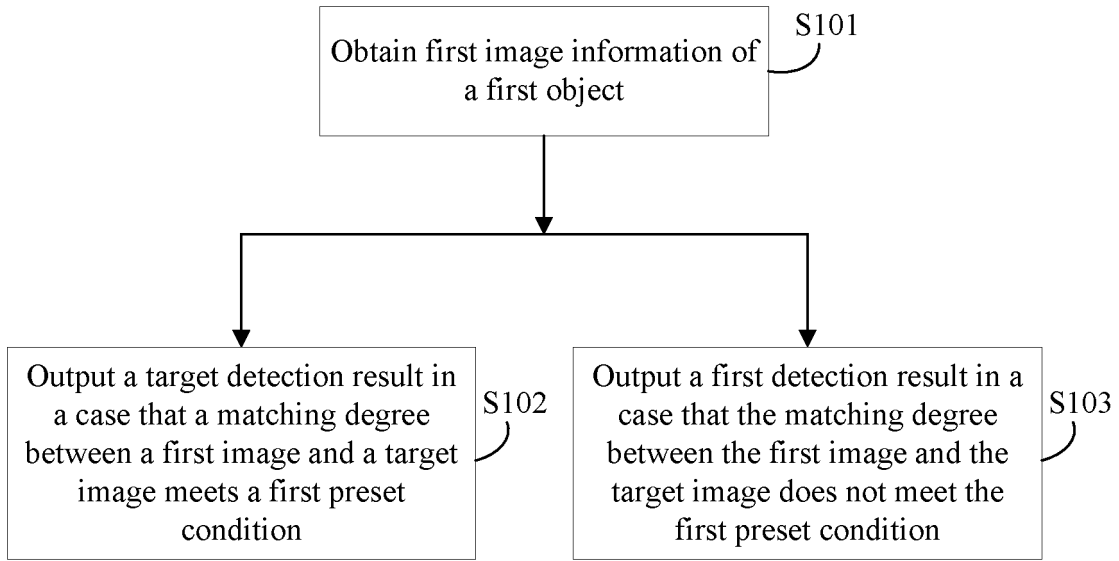 Obtain first image information of
a first object
S101
Output a target detection result in
a case that a matching degree
between a first image and a target
image meets a first preset
condition
S102
Output a first detection result in a
case that the matching degree
between the first image and the
target image does not meet the
first preset condition
S103